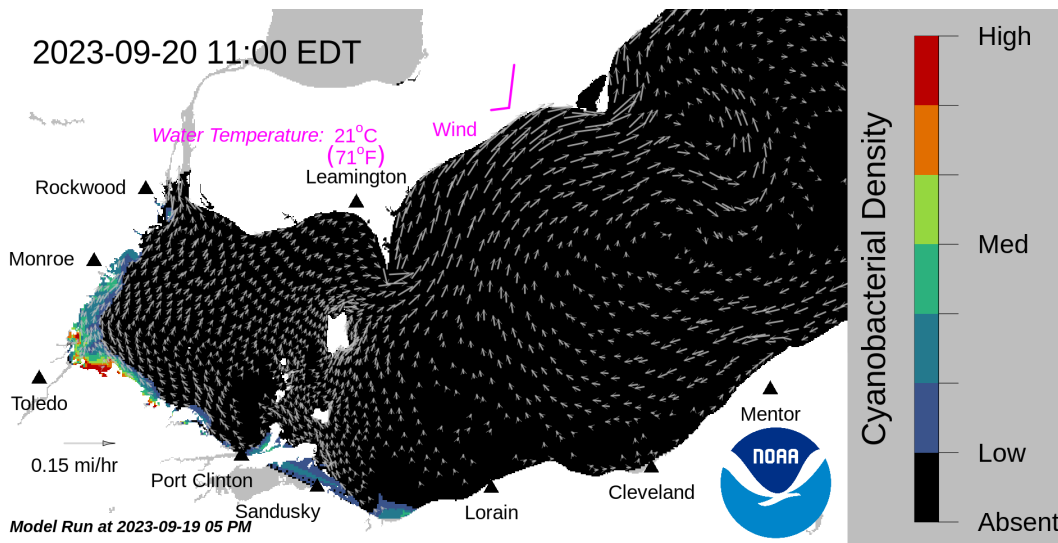 2023-09-20 11:00 EDT
High
Wind
Water Temperature: 21°C
(71°F)
Leamington
Rockwood
Monroe
Med
Cyanobacterial Density
Toledo
Mentor
0.15 mi/hr
NOAA
Low
Port Clinton
Cleveland
Sandusky
Lorain
Absent
Model Run at 2023-09-19 05 PM